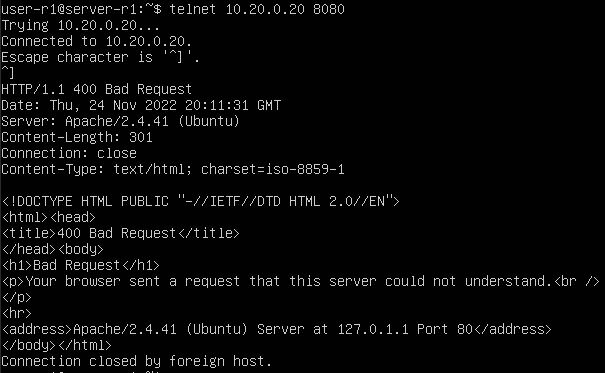 user-r1@server-r1:~$ telnet 10.20.0.20 8080
Trying 10.20.0.20...
Connected to 10.20.0.20.
Escape character is '^]'.
^]
HTTP/1.1 400 Bad Request
Date: Thu, 24 Nov 2022 20:11:31 GMT
Server: Apache/2.4.41 (Ubuntu)
Content-Length: 301
Connection: close
Content-Type: text/html; charset=iso-8859-1

<!DOCTYPE HTML PUBLIC "-//IETF//DTD HTML 2.0//EN">
<html><head>
<title>400 Bad Request</title>
</head><body>
<h1>Bad Request</h1>
<p>Your browser sent a request that this server could not understand.<br />
</p>
<hr>
<address>Apache/2.4.41 (Ubuntu) Server at 127.0.1.1 Port 80</address>
</body></html>
Connection closed by foreign host.